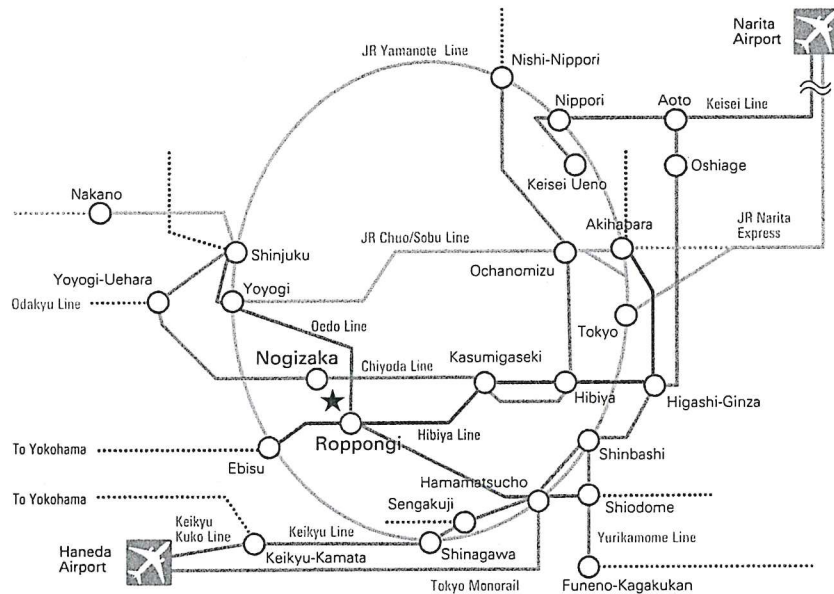 Narita
Airport
JR Yamanote Line
Nishi-Nippori
Nippori
Aoto
Keisei Line
Keisei Ueno
Oshiage
Nakano
Akihabara
JR Narita
Express
Shinjuku
JR Chuo/Sobu Line
Ochanomizu
Yoyogi-Uehara
Yoyogi
Odakyu Line
Oedo Line
Tokyo
Nogizaka
Chiyoda Line
Kasumigaseki
Hibiya
Higashi-Ginza
Roppongi
Hibiya Line
To Yokohama
Ebisu
Shinbashi
Hamamatsucho
To Yokohama
Sengakuji
Shiodome
Keikyu
Kuko Line
Keikyu Line
Yurikamome Line
Haneda
Airport
Keikyu-Kamata
Shinagawa
Tokyo Monorail
Funeno-Kagakukan